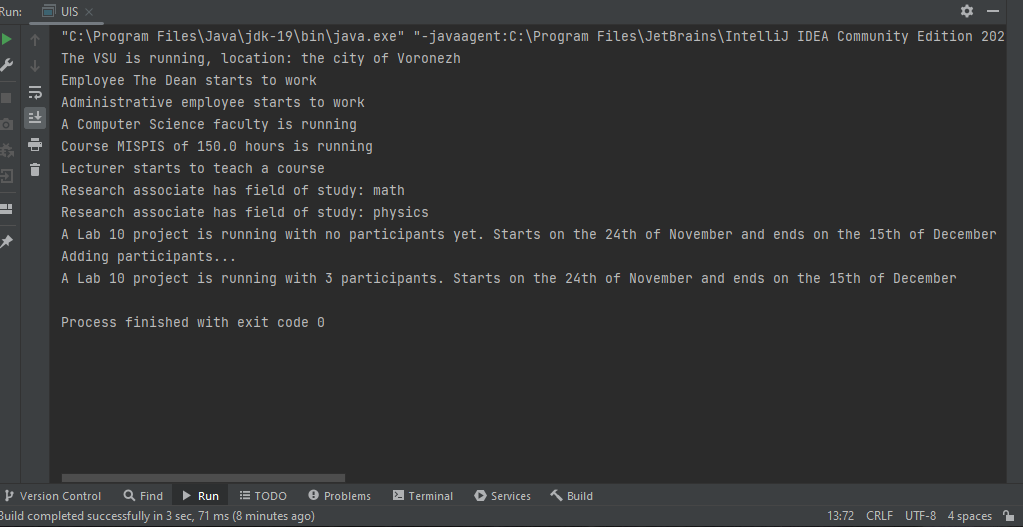 Run: UIS
"C:\Program Files\Java\jdk-19\bin\java.exe" "-javaagent:C:\Program Files\JetBrains\IntelliJ IDEA Community Edition 202
The VSU is running, location: the city of Voronezh
Employee The Dean starts to work
Administrative employee starts to work
A Computer Science faculty is running
Course MISPIS of 150.0 hours is running
Lecturer starts to teach a course
Research associate has field of study: math
Research associate has field of study: physics
A Lab 10 project is running with no participants yet. Starts on the 24th of November and ends on the 15th of December
Adding participants...
A Lab 10 project is running with 3 participants. Starts on the 24th of November and ends on the 15th of December
Process finished with exit code 0
Version Control Find Run TODO Problems Terminal Services Build
Build completed successfully in 3 sec, 71 ms (8 minutes ago) 13:72 CRLF UTF-8 4 spaces